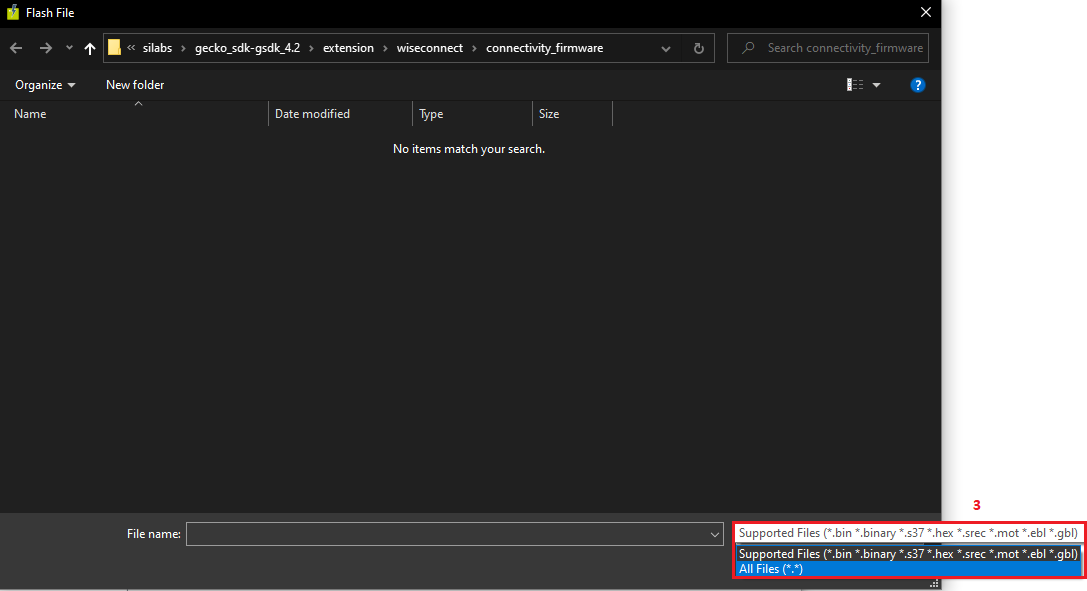 Flash File
« silabs > gecko_sdk-gsdk_4.2 > extension > wiseconnect > connectivity_firmware
Search connectivity_firmware
Organize
New folder
?
Name
Date modified
Type
Size
No items match your search.
3
File name:
Supported Files (*.bin *.binary *.s37 *.hex *.srec *.mot *.ebl *.gbl)
Supported Files (*.bin *.binary *.s37 *.hex *.srec *.mot *.ebl *.gbl)
All Files (*.*)